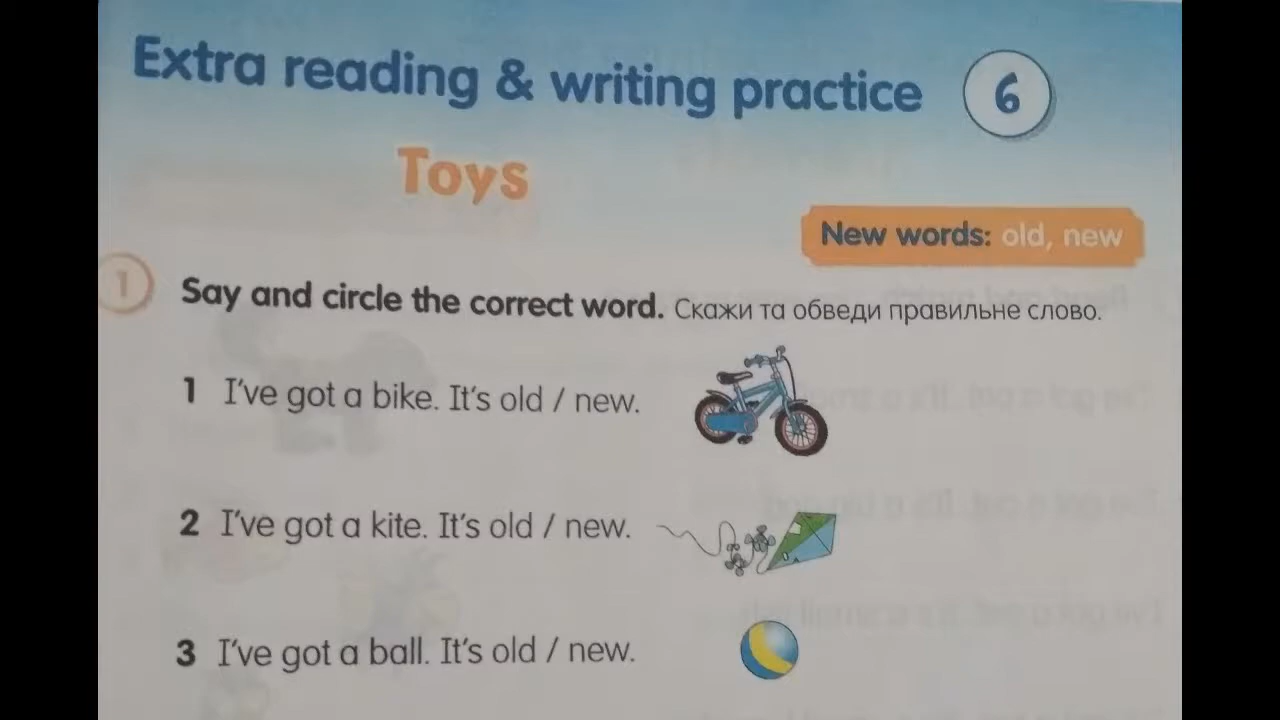 Extra reading & writing practice 6
Toys
New words: old, new
1 Say and circle the correct word. Скажи та обведи правильне слово.
1 I've got a bike. It's old / new.
2 I've got a kite. It's old / new.
3 I've got a ball. It's old / new.